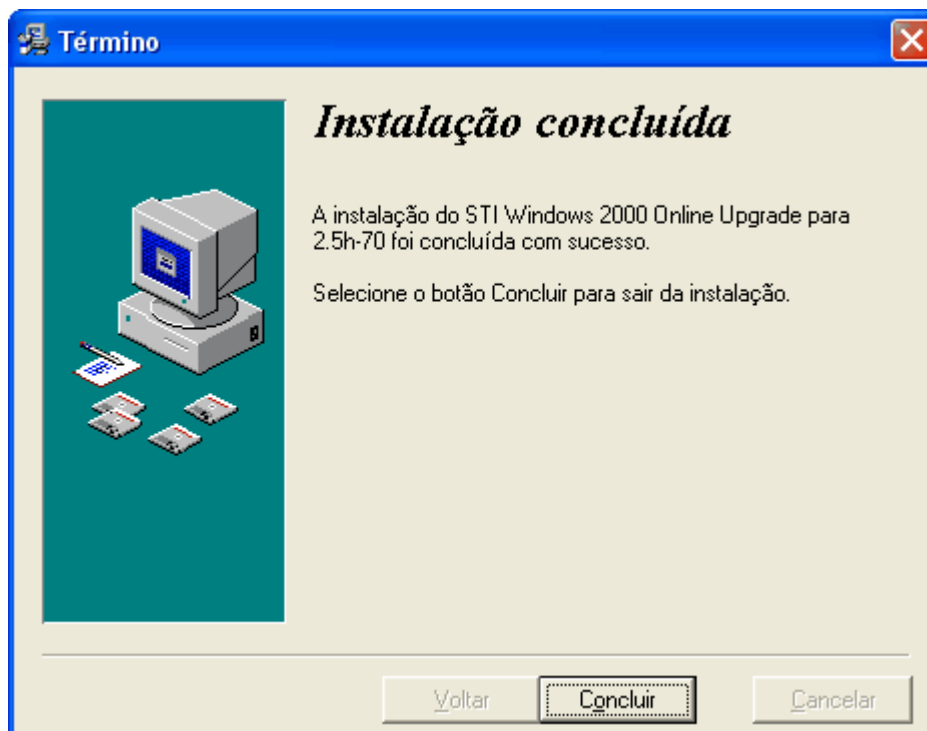 Término
Instalação concluída
A instalação do STI Windows 2000 Online Upgrade para
2.5h-70 foi concluída com sucesso.
Selecione o botão Concluir para sair da instalação.
Voltar
Concluir
Cancelar